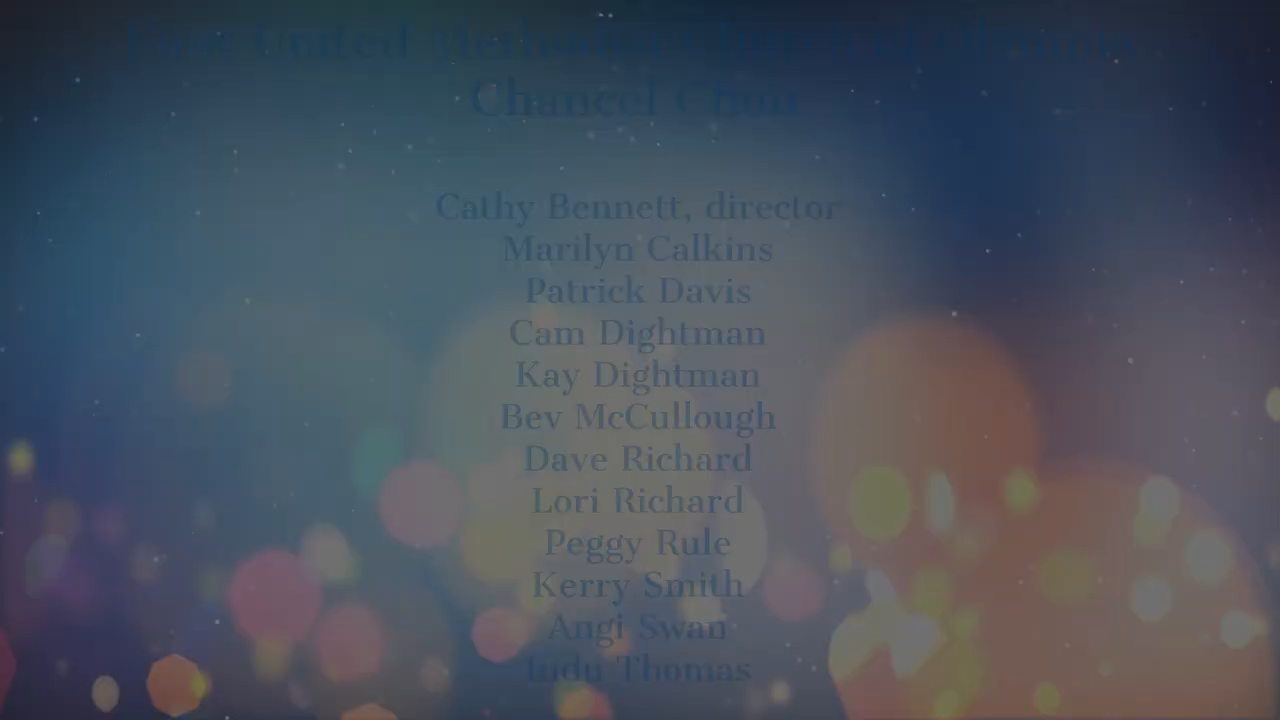 First United Methodist Church of Olympia
Chancel Choir
Cathy Bennett, director
Marilyn Calkins
Patrick Davis
Cam Dightman
Kay Dightman
Bev McCullough
Dave Richard
Lori Richard
Peggy Rule
Kerry Smith
Angi Swan
Indu Thomas